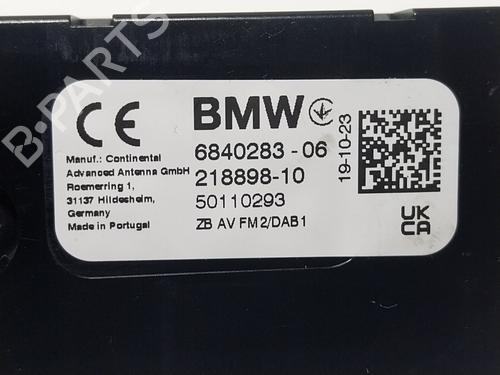 CE
Manuf.: Continental
Advanced Antenna GmbH
Roemerring 1,
31137 Hildesheim,
Germany
Made in Portugal
BMW
6840283 - 06
218898-10
50110293
ZB AV FM2/DAB1
19-10-23
UK
CA
B-PARTS